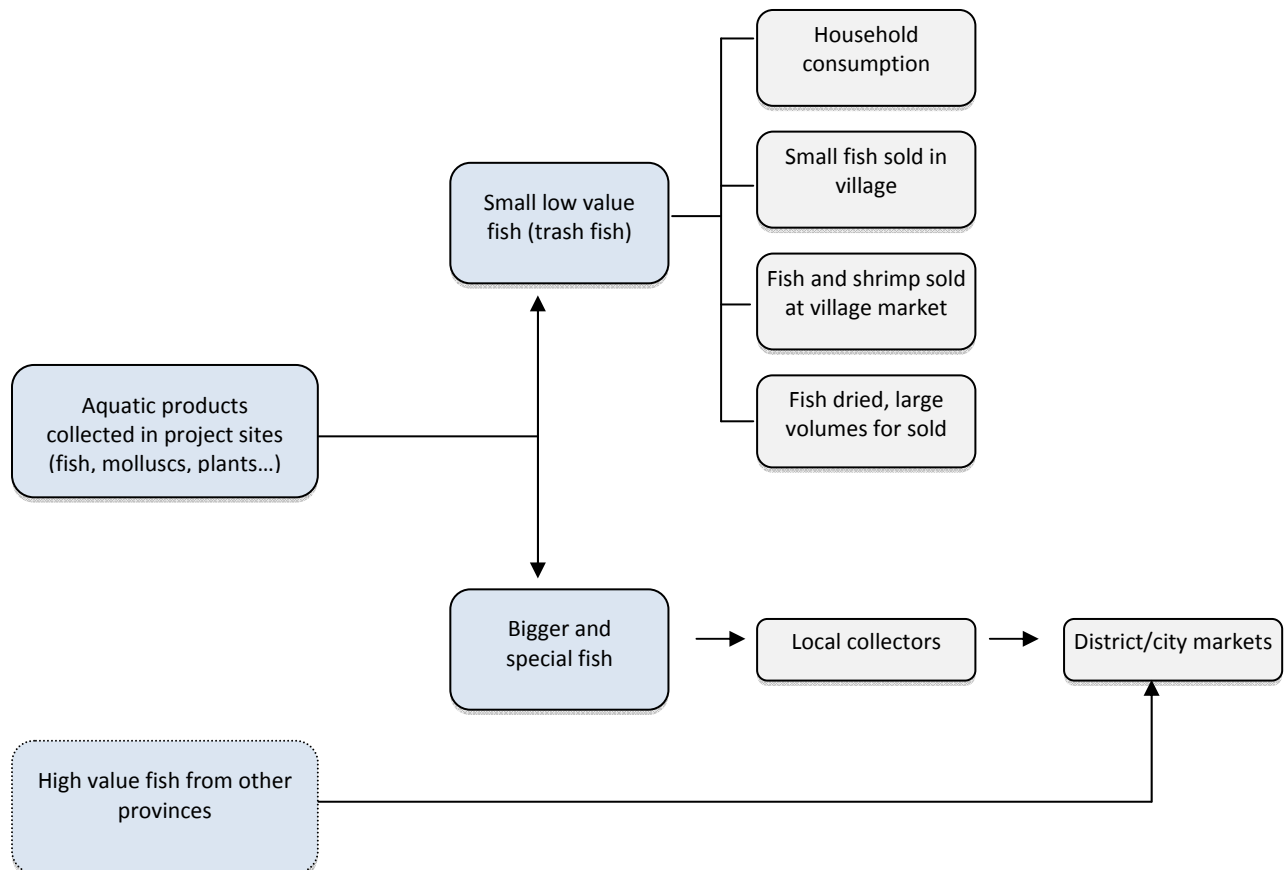 Household
consumption
Small fish sold in
village
Small low value
fish (trash fish)
Fish and shrimp sold
at village market
Fish dried, large
volumes for sold
Aquatic products
collected in project sites
(fish, molluscs, plants…)
Bigger and
special fish
Local collectors
District/city markets
High value fish from other
provinces